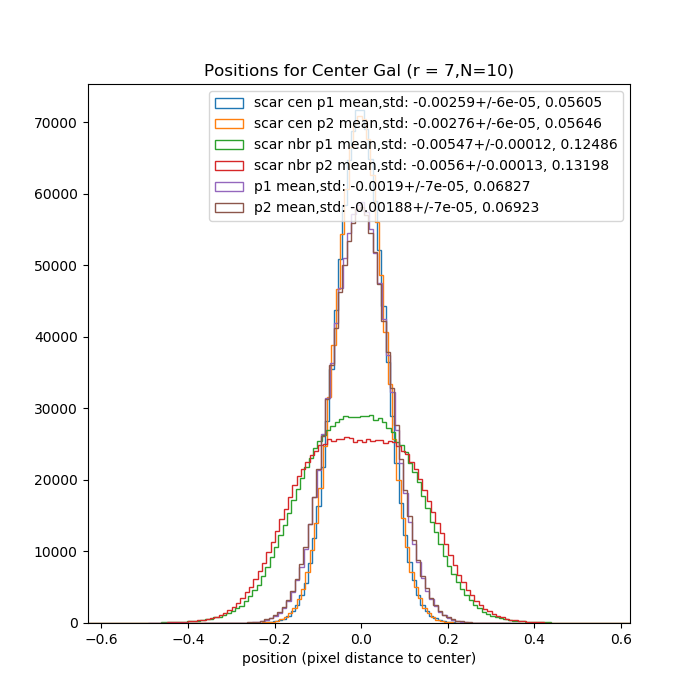 Positions for Center Gal (r = 7,N=10)
scar cen p1 mean,std: -0.00259+/-6e-05, 0.05605
scar cen p2 mean,std: -0.00276+/-6e-05, 0.05646
scar nbr p1 mean,std: -0.00547+/-0.00012, 0.12486
scar nbr p2 mean,std: -0.0056+/-0.00013, 0.13198
p1 mean,std: -0.0019+/-7e-05, 0.06827
p2 mean,std: -0.00188+/-7e-05, 0.06923
70000
60000
50000
40000
30000
20000
10000
0
−0.6 −0.4 −0.2 0.0 0.2 0.4 0.6
position (pixel distance to center)